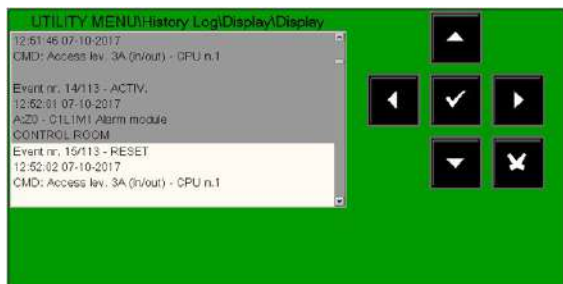 UTILITY MENU\History Log\Display\Display
12:51:46 07-10-2017
CMD: Access lev. 3A (in/out) - CPU n.1
Event nr. 14/113 - ACTIV.
12:52:01 07-10-2017
A:Z0 - C1L1M1 Alarm module
CONTROL ROOM
Event nr. 15/113 - RESET
12:52:02 07-10-2017
CMD: Access lev. 3A (in/out) - CPU n.1